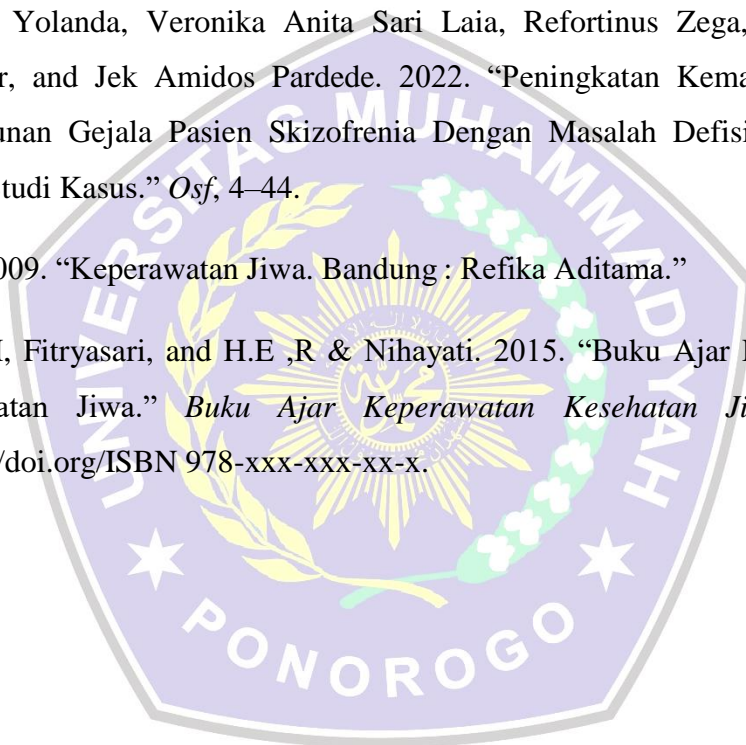 Yolanda, Veronika Anita Sari Laia, Refortinus Zega,
r, and Jek Amidos Pardede. 2022. “Peningkatan Kema
unan Gejala Pasien Skizofrenia Dengan Masalah Defisi
tudi Kasus.” Osf, 4–44.
009. “Keperawatan Jiwa. Bandung : Refika Aditama.”
, Fitryasari, and H.E ,R & Nihayati. 2015. “Buku Ajar
atan Jiwa.” Buku Ajar Keperawatan Kesehatan Ji
/doi.org/ISBN 978-xxx-xxx-xx-x.
UNIVERSITAS MUHAMMADIYAH
PONOROGO